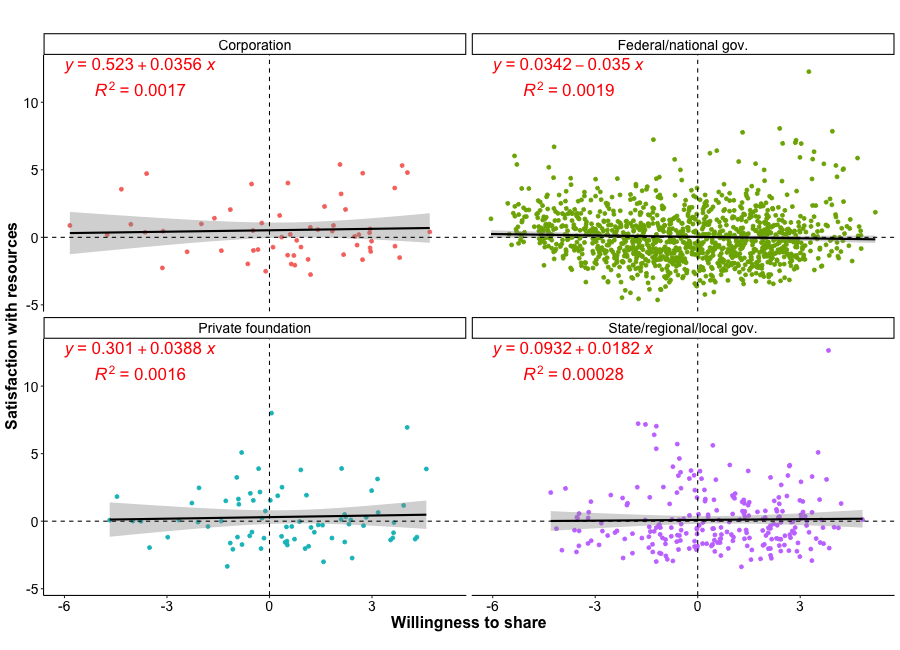 Corporation
Federal/national gov.
y = 0.523 + 0.0356 x
R² = 0.0017
y = 0.0342 − 0.035 x
R² = 0.0019
10
5
0
-5
Private foundation
State/regional/local gov.
y = 0.301 + 0.0388 x
R² = 0.0016
y = 0.0932 + 0.0182 x
R² = 0.00028
10
5
0
-5
-6 -3 0 3 -6 -3 0 3
Willingness to share
Satisfaction with resources